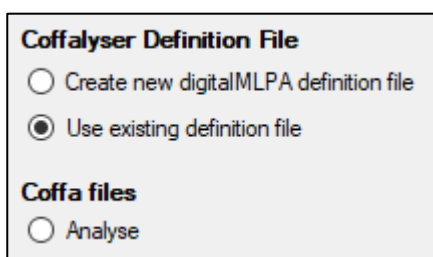 Coffalyser Definition File
Create new digitalMLPA definition file
Use existing definition file
Coffa files
Analyse